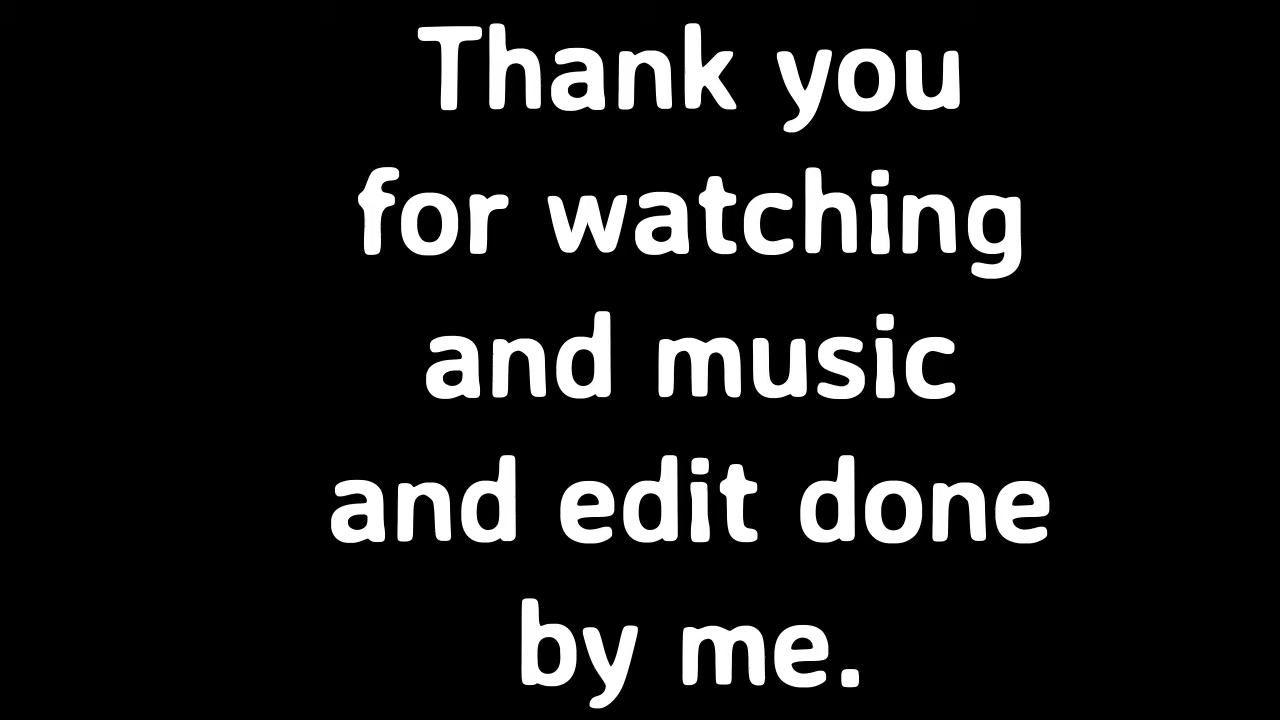 Thank you
for watching
and music
and edit done
by me.